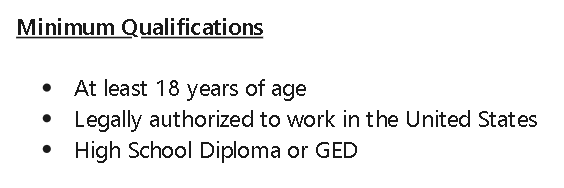 Minimum Qualifications
• At least 18 years of age
• Legally authorized to work in the United States
• High School Diploma or GED